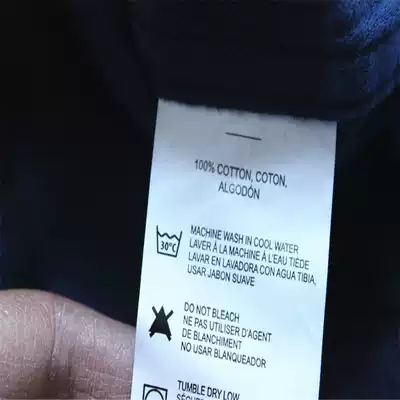 100% COTTON, COTON,
ALGODÓN
30°C
MACHINE WASH IN COOL WATER
LAVER À LA MACHINE À L'EAU TIÈDE
LAVAR EN LAVADORA CON AGUA TIBIA,
USAR JABON SUAVE
DO NOT BLEACH
NE PAS UTILISER D'AGENT
DE BLANCHIMENT
NO USAR BLANQUEADOR
TUMBLE DRY LOW